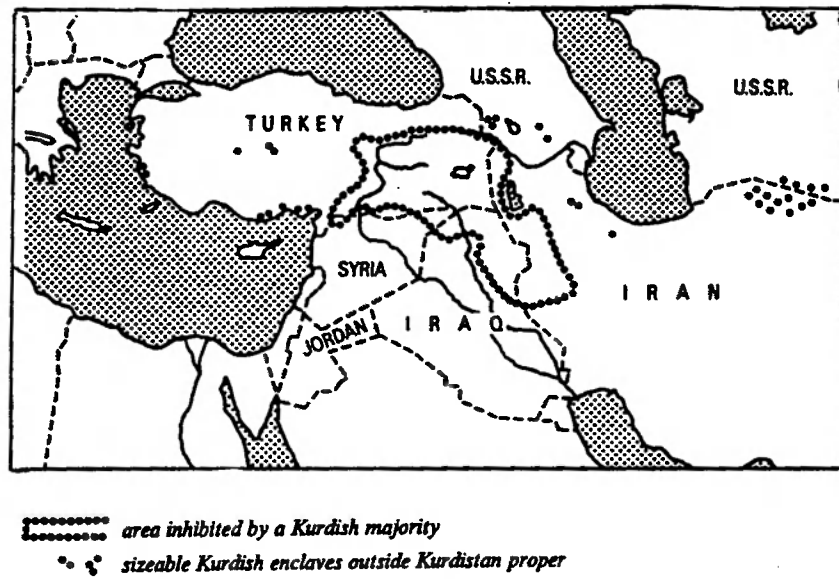 U.S.S.R.
U.S.S.R.
TURKEY
SYRIA
IRAN
IRAQ
JORDAN
area inhibited by a Kurdish majority
sizeable Kurdish enclaves outside Kurdistan proper